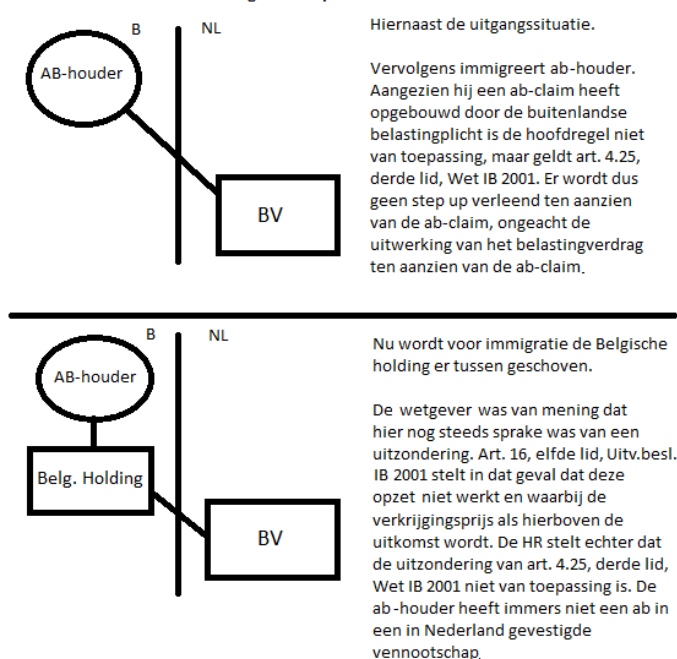 B
NL
AB-houder
BV
Hiernaast de uitgangssituatie.
Vervolgens immigreert ab-houder.
Aangezien hij een ab-claim heeft
opgebouwd door de buitenlandse
belastingplicht is de hoofdregel niet
van toepassing, maar geldt art. 4.25,
derde lid, Wet IB 2001. Er wordt dus
geen step up verleend ten aanzien
van de ab-claim, ongeacht de
uitwerking van het belastingverdrag
ten aanzien van de ab-claim.
B
NL
AB-houder
Belg. Holding
BV
Nu wordt voor immigratie de Belgische
holding er tussen geschoven.
De wetgever was van mening dat
hier nog steeds sprake was van een
uitzondering. Art. 16, elfde lid, Uitv.besl.
IB 2001 stelt in dat geval dat deze
opzet niet werkt en waarbij de
verkrijgingsprijs als hierboven de
uitkomst wordt. De HR stelt echter dat
de uitzondering van art. 4.25, derde lid,
Wet IB 2001 niet van toepassing is. De
ab-houder heeft immers niet een ab in
een in Nederland gevestigde
vennootschap.